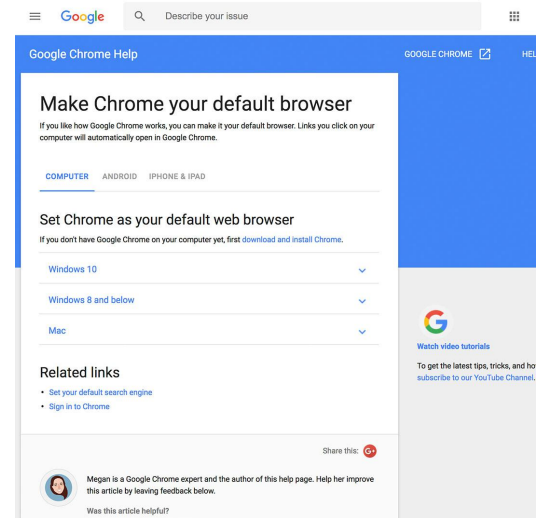 Google
Describe your issue
Google Chrome Help
GOOGLE CHROME
HEL
Make Chrome your default browser
If you like how Google Chrome works, you can make it your default browser. Links you click on your
computer will automatically open in Google Chrome.
COMPUTER ANDROID IPHONE & IPAD
Set Chrome as your default web browser
If you don't have Google Chrome on your computer yet, first download and install Chrome.
Windows 10
Windows 8 and below
Mac
Related links
• Set your default search engine
• Sign in to Chrome
Watch video tutorials
To get the latest tips, tricks, and ho
subscribe to our YouTube Channel.
Share this: G+
Megan is a Google Chrome expert and the author of this help page. Help her improve
this article by leaving feedback below.
Was this article helpful?